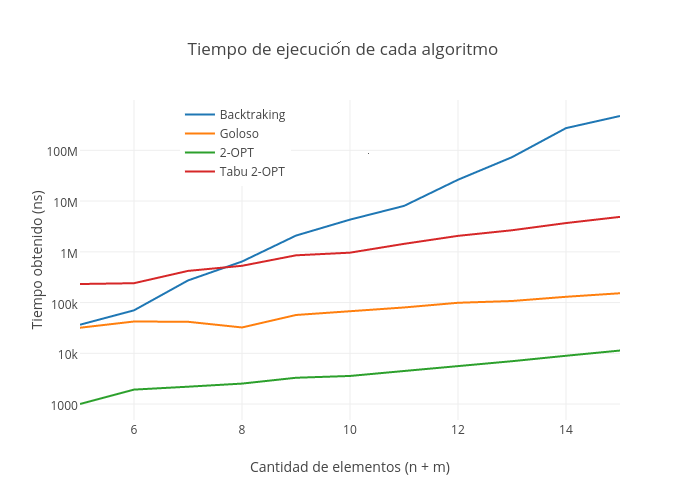 Tiempo de ejecución de cada algoritmo
Backtraking
Goloso
2-OPT
Tabu 2-OPT
Tiempo obtenido (ns)
100M
10M
1M
100k
10k
1000
6
8
10
12
14
Cantidad de elementos (n + m)